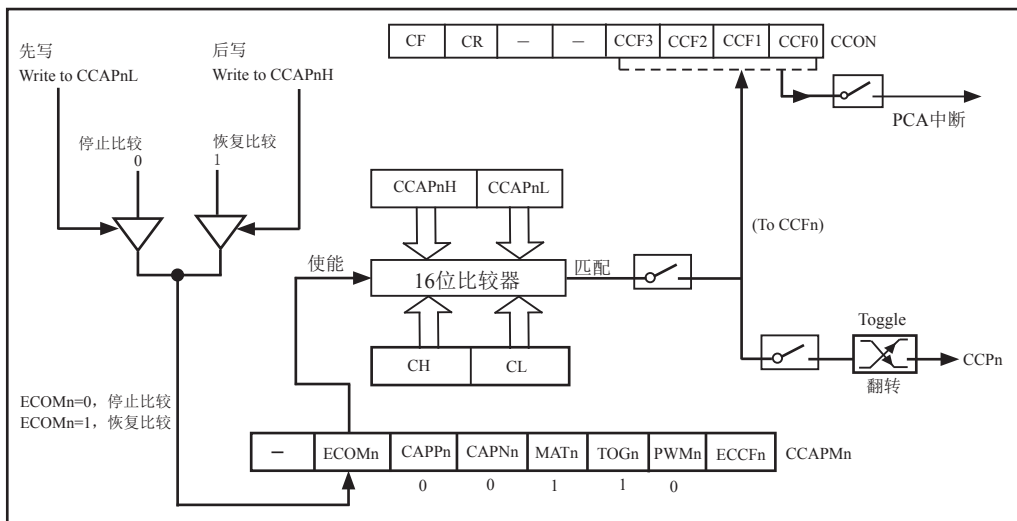 先写
Write to CCAPnL
后写
Write to CCAPnH
CF CR － － CCF3 CCF2 CCF1 CCF0 CCON
PCA中断
停止比较
0
恢复比较
1
CCAPnH CCAPnL
(To CCFn)
使能
16位比较器
匹配
CH CL
Toggle
CCPn
翻转
ECOMn=0，停止比较
ECOMn=1，恢复比较
－ ECOMn CAPPn CAPNn MATn TOGn PWMn ECCFn CCAPMn
0 0 1 1 0